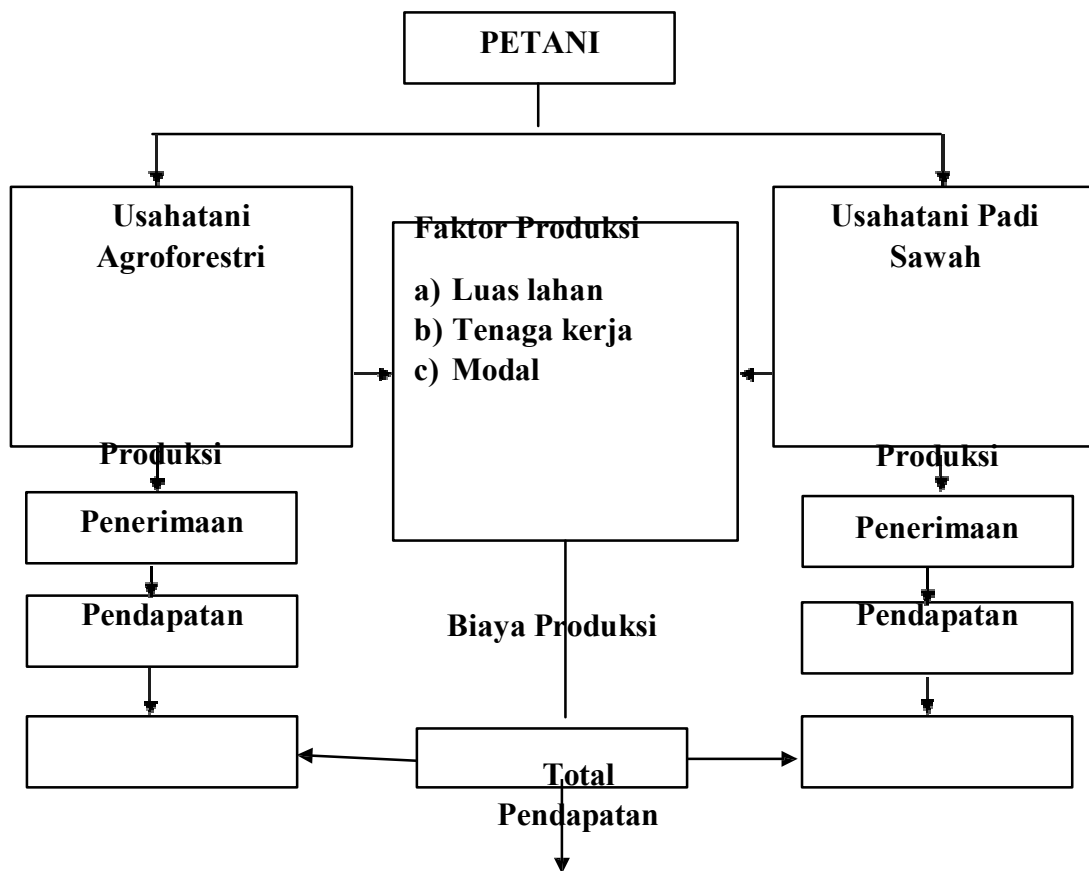 PETANI
Usahatani
Agroforestri
Faktor Produksi
a) Luas lahan
b) Tenaga kerja
c) Modal
Usahatani Padi
Sawah
Produksi
Produksi
Penerimaan
Penerimaan
Pendapatan
Biaya Produksi
Pendapatan
Total
Pendapatan